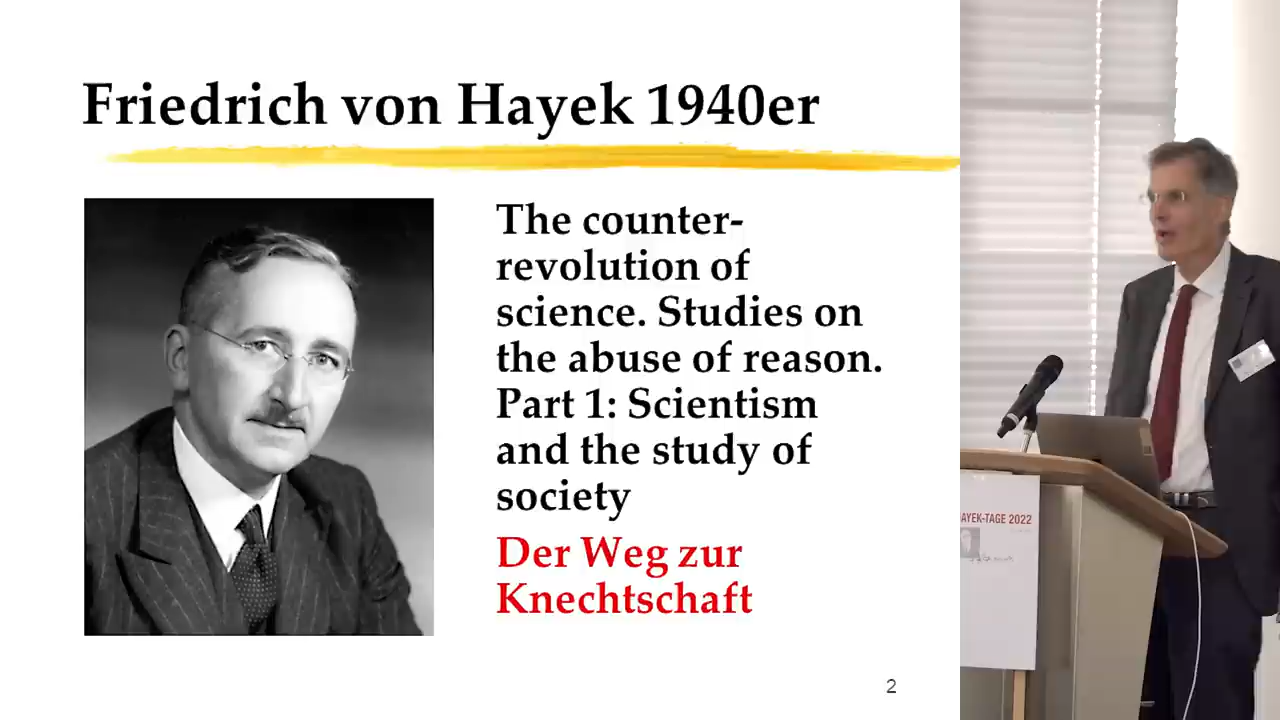 Friedrich von Hayek 1940er
The counter-
revolution of
science. Studies on
the abuse of reason.
Part 1: Scientism
and the study of
society
Der Weg zur
Knechtschaft
2
AYEK-TAGE 2022